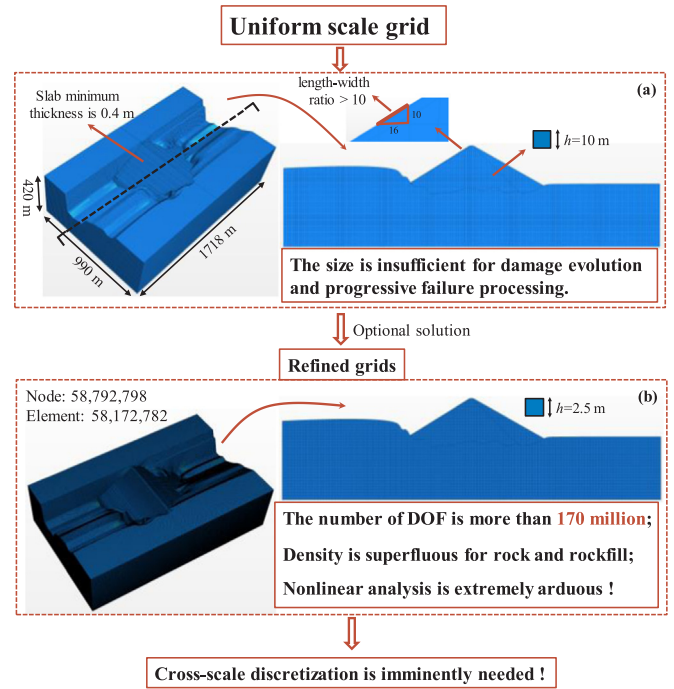 Uniform scale grid
(a)
length-width
ratio > 10
Slab minimum
thickness is 0.4 m
10
16
h=10 m
420 m
990 m
1718 m
The size is insufficient for damage evolution
and progressive failure processing.
Optional solution
Refined grids
(b)
Node: 58,792,798
Element: 58,172,782
h=2.5 m
The number of DOF is more than 170 million;
Density is superfluous for rock and rockfill;
Nonlinear analysis is extremely arduous !
Cross-scale discretization is imminently needed !